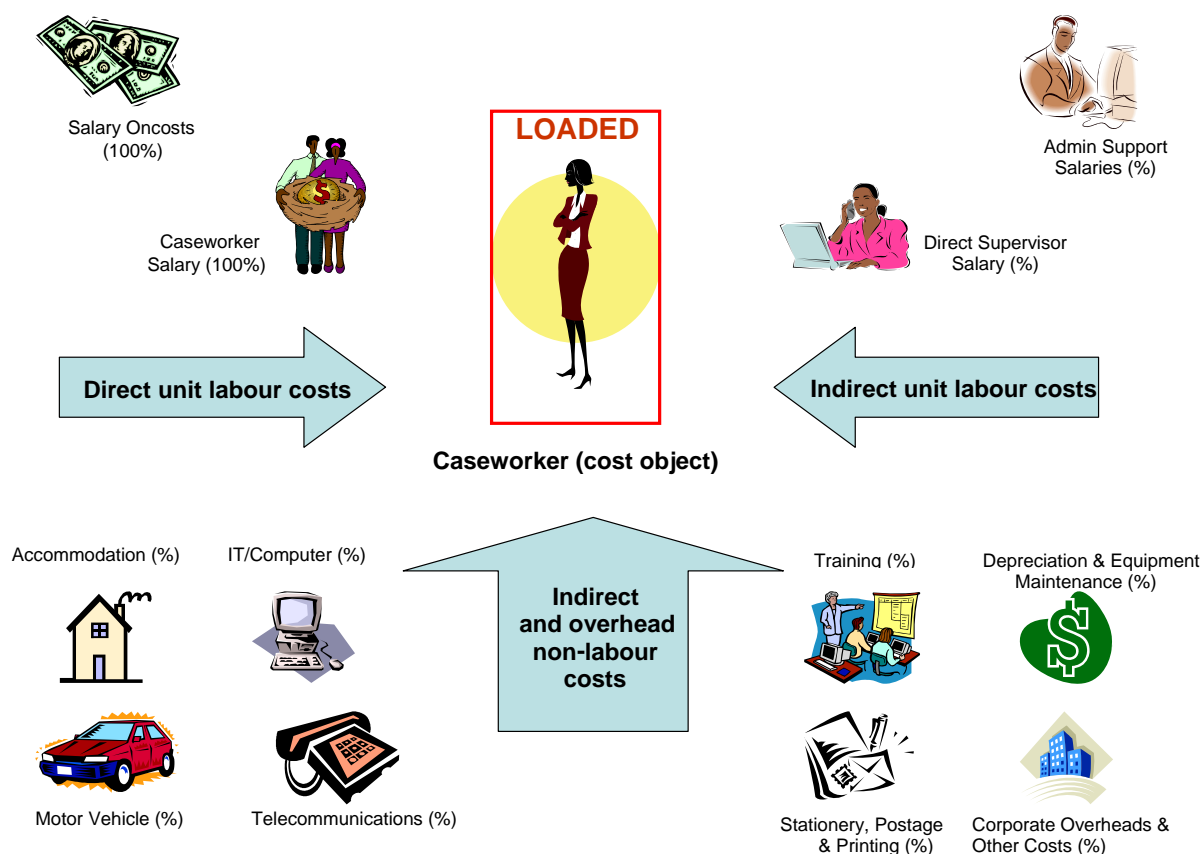 Salary Oncosts
(100%)
Caseworker
Salary (100%)
LOADED
Admin Support
Salaries (%)
Direct Supervisor
Salary (%)
Direct unit labour costs
Indirect unit labour costs
Caseworker (cost object)
Accommodation (%)
IT/Computer (%)
Training (%)
Depreciation & Equipment
Maintenance (%)
Indirect
and overhead
non-labour
costs
$
$
Motor Vehicle (%)
Telecommunications (%)
Stationery, Postage
& Printing (%)
Corporate Overheads &
Other Costs (%)